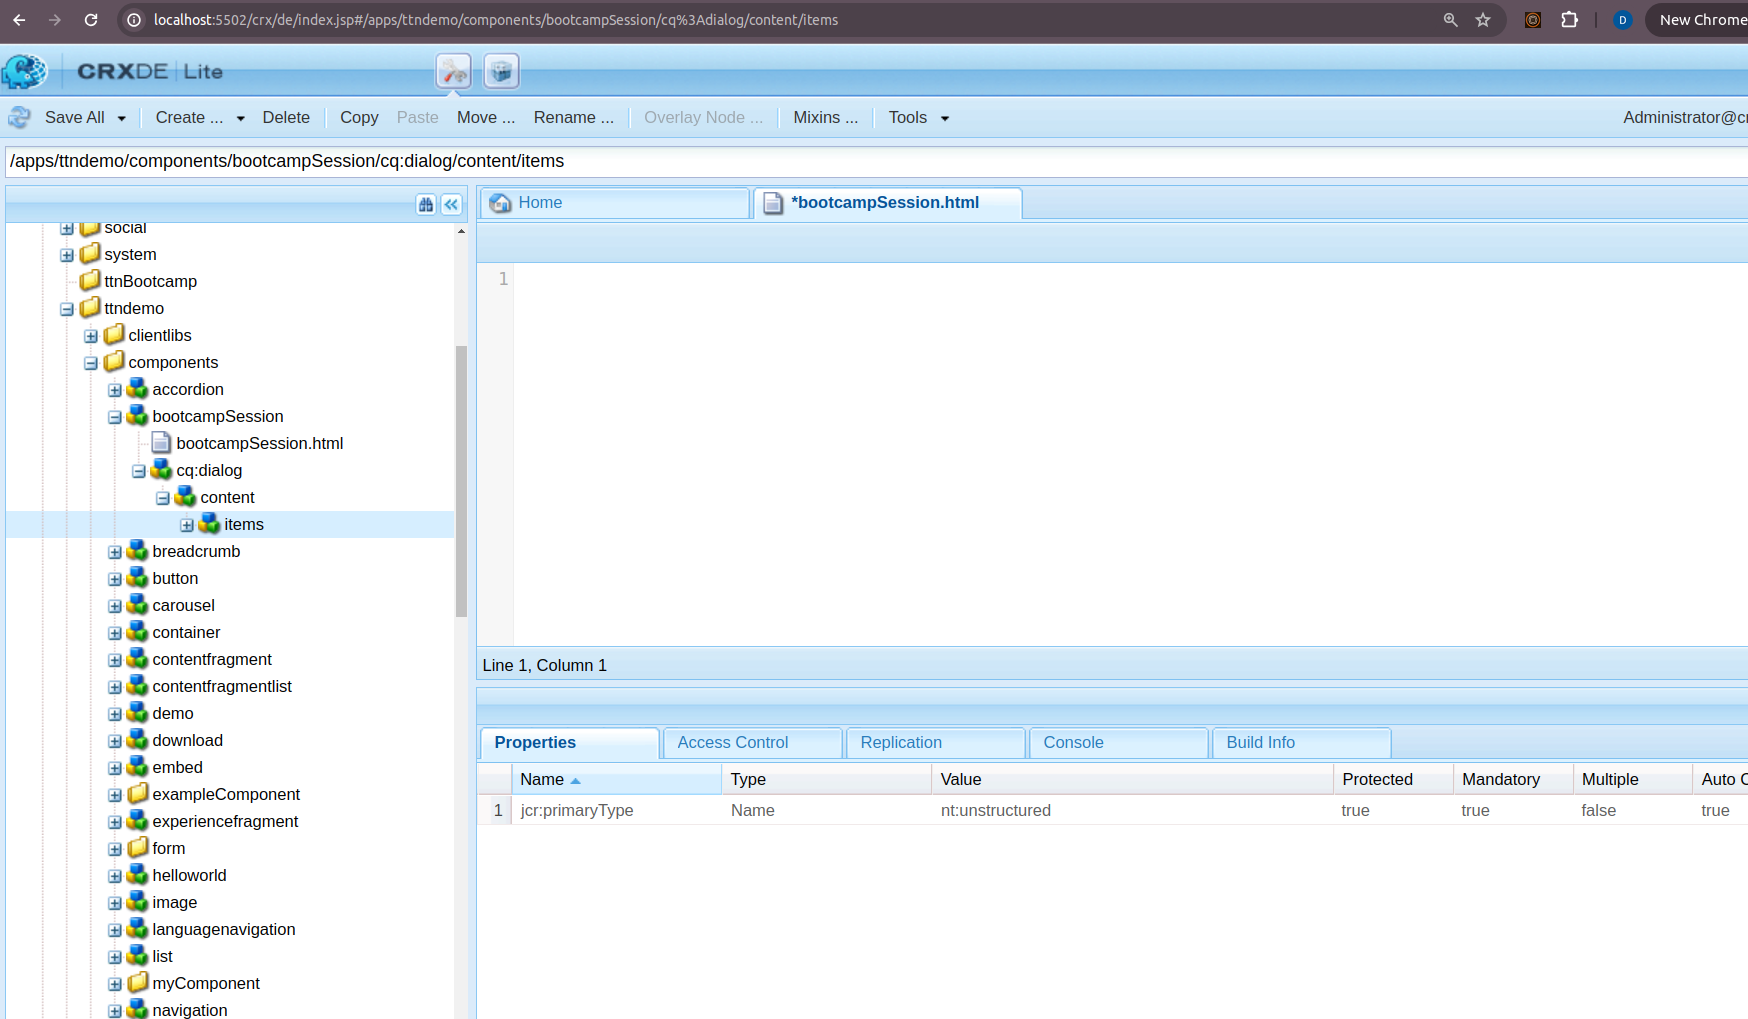 localhost:5502/crx/de/index.jsp#/apps/ttndemo/components/bootcampSession/cq%3Adialog/content/items
D
New Chrome
CRXDE Lite
Save All
Create ...
Delete
Copy
Paste
Move ...
Rename ...
Overlay Node ...
Mixins ...
Tools
Administrator@cr
/apps/ttndemo/components/bootcampSession/cq:dialog/content/items
social
system
ttnBootcamp
ttndemo
clientlibs
components
accordion
bootcampSession
bootcampSession.html
cq:dialog
content
items
breadcrumb
button
carousel
container
contentfragment
contentfragmentlist
demo
download
embed
exampleComponent
experiencefragment
form
helloworld
image
languagenavigation
list
myComponent
navigation
Home
*bootcampSession.html
1
Line 1, Column 1
Properties
Access Control
Replication
Console
Build Info
Name Type Value Protected Mandatory Multiple Auto C
1 jcr:primaryType Name nt:unstructured true true false true